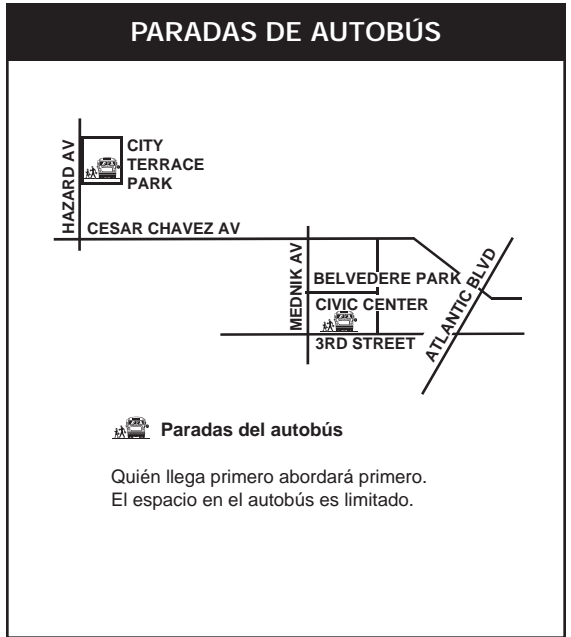 PARADAS DE AUTOBÚS
HAZARD AV
CITY
TERRACE
PARK
CESAR CHAVEZ AV
MEDNIK AV
BELVEDERE PARK
CIVIC CENTER
3RD STREET
ATLANTIC BLVD
Paradas del autobús
Quién llega primero abordará primero.
El espacio en el autobús es limitado.